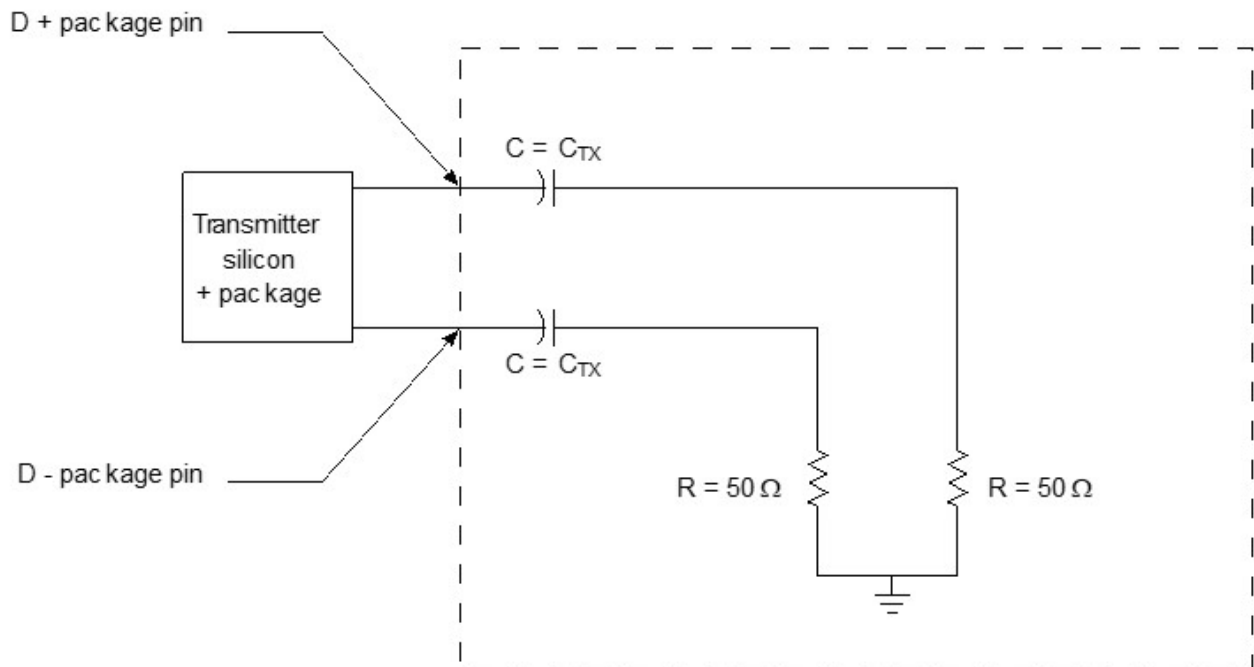 D + package pin
C = CTX
Transmitter
silicon
+ package
C = CTX
D - package pin
R = 50 Ω
R = 50 Ω